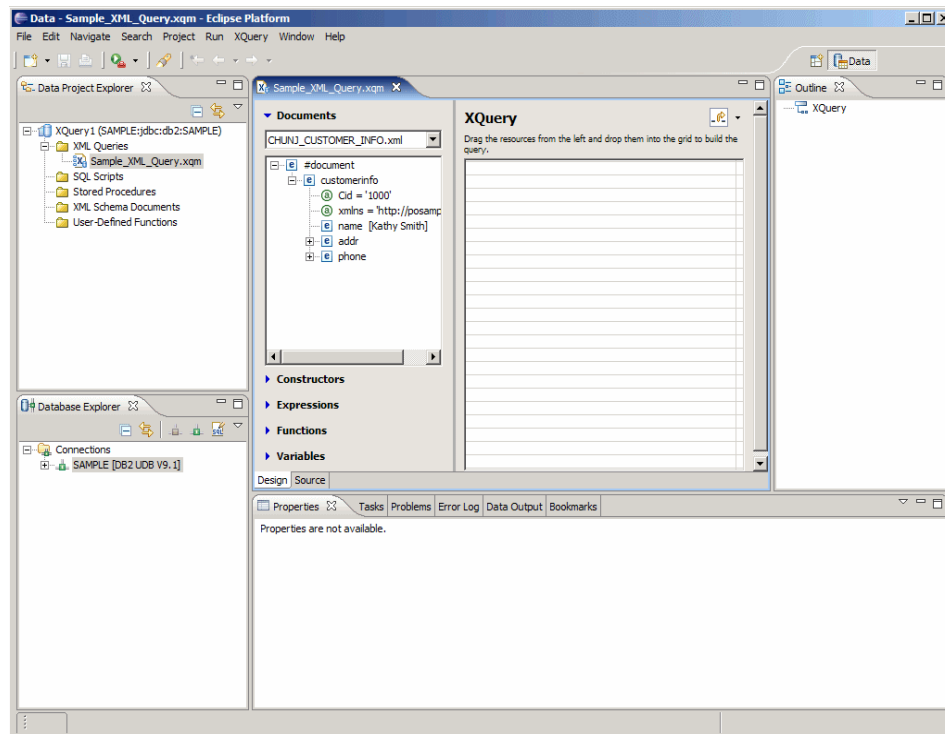 Data - Sample_XML_Query.xqm - Eclipse Platform
File Edit Navigate Search Project Run XQuery Window Help
Data
Data Project Explorer
XQuery1 (SAMPLE:jdbc:db2:SAMPLE)
XML Queries
Sample_XML_Query.xqm
SQL Scripts
Stored Procedures
XML Schema Documents
User-Defined Functions
Database Explorer
SQL
Connections
SAMPLE [DB2 UDB V9.1]
Sample_XML_Query.xqm
Documents
CHUNJ_CUSTOMER_INFO.xml
e #document
e customerinfo
a Cid = '1000'
a xmlns = 'http://posamp
e name [Kathy Smith]
e addr
e phone
Constructors
Expressions
Functions
Variables
XQuery
Drag the resources from the left and drop them into the grid to build the
query.
Design Source
Outline
XQuery
Properties Tasks Problems Error Log Data Output Bookmarks
Properties are not available.